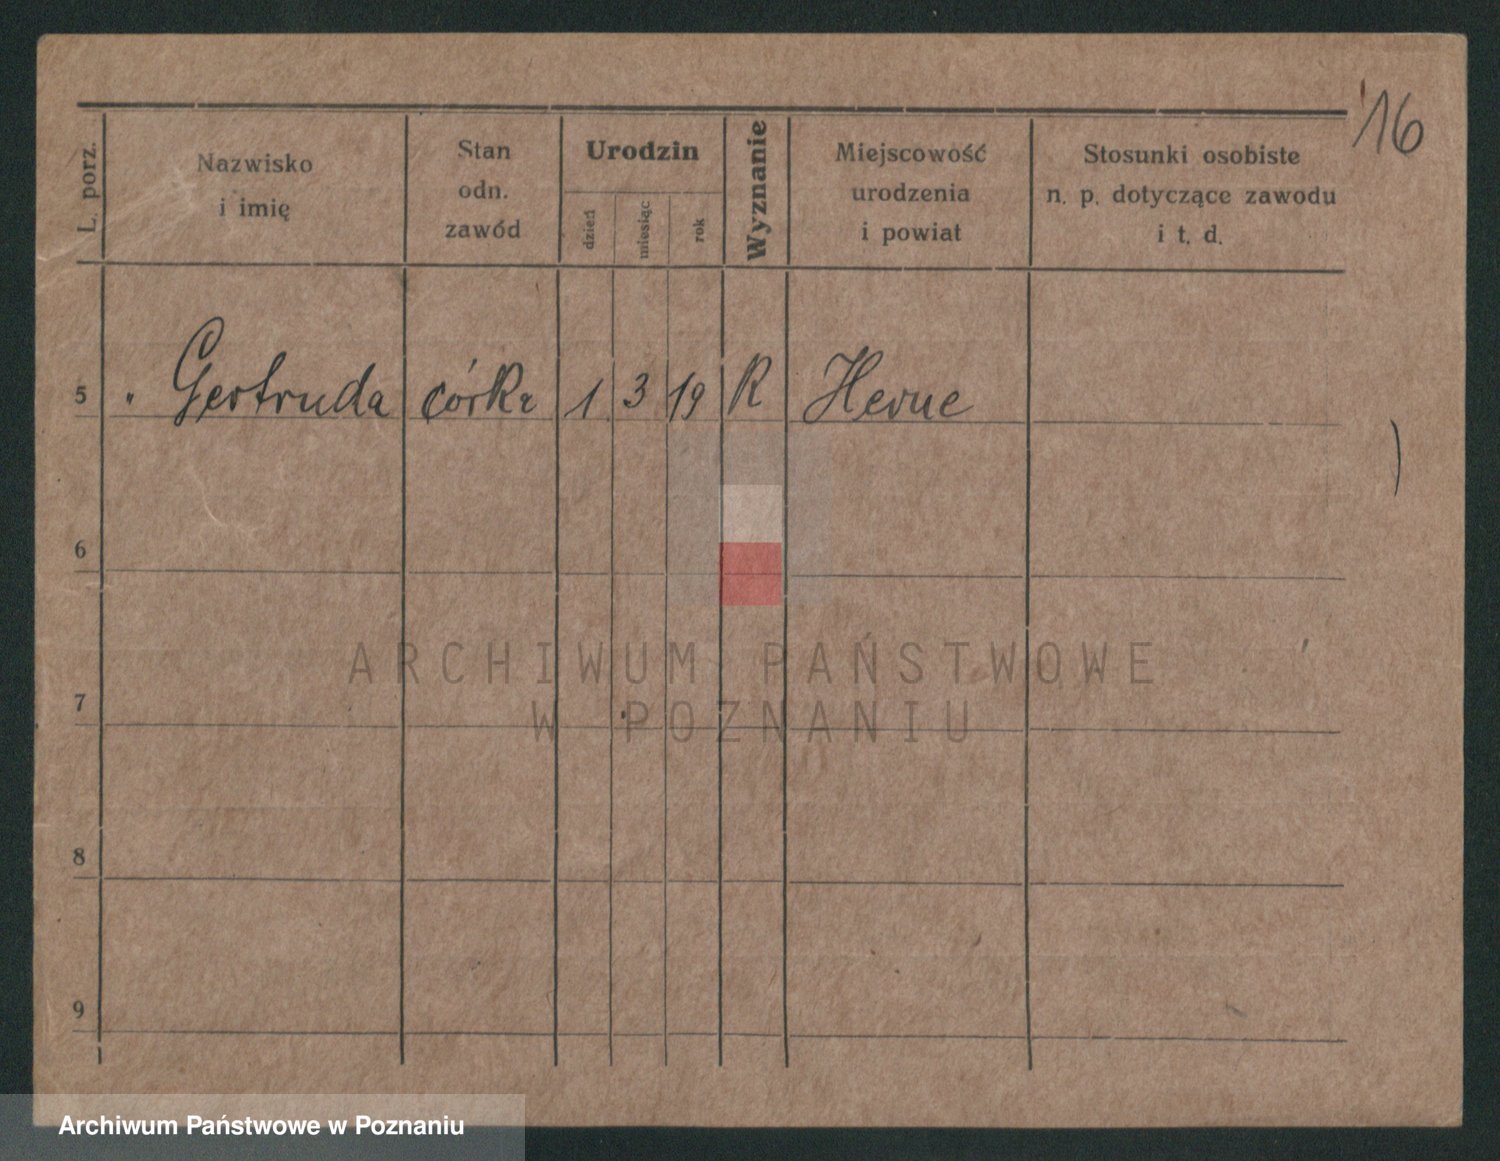 16
L. porz.
Nazwisko
i imię
Stan
odn.
zawód
Urodzin
dzień
miesiąc
rok
Wyznanie
Miejscowość
urodzenia
i powiat
Stosunki osobiste
n. p. dotyczące zawodu
i t. d.
5 " Gertruda córka 1 3 19 R Herne
6
7
8
9
ARCHIWUM PAŃSTWOWE
W POZNANIU
Archiwum Państwowe w Poznaniu